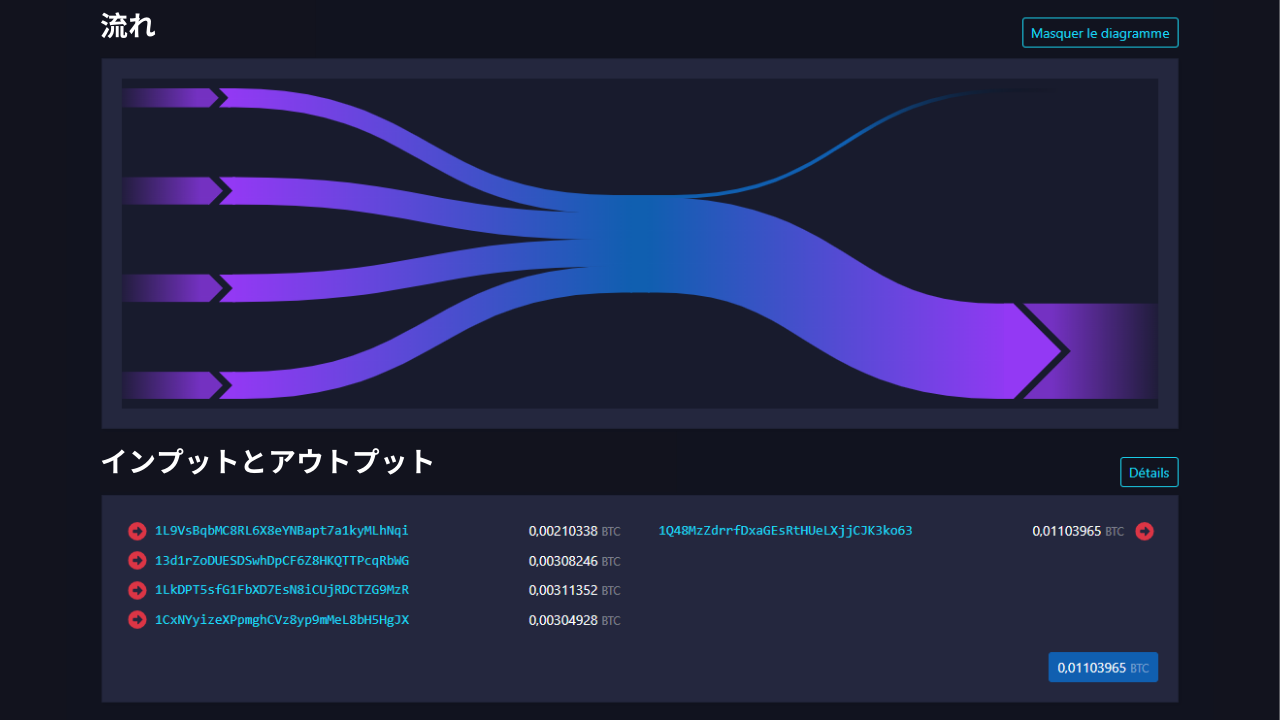 流れ
Masquer le diagramme
インプットとアウトプット
Détails
1L9VsBqbMC8RL6X8eYNBapt7a1kyMLhNqi 0,00210338 BTC 1Q48MzZdrrfDxaGEsRtHUeLXjjCJK3ko63 0,01103965 BTC
13d1rZoDUESDSwhDpCF6Z8HKQTTPcqRbWG 0,00308246 BTC
1LkDPT5sfG1FbXD7EsN8iCUjRDCTZG9MzR 0,00311352 BTC
1CxNYyizeXPpmghCVz8yp9mMeL8bH5HgJX 0,00304928 BTC
0,01103965 BTC